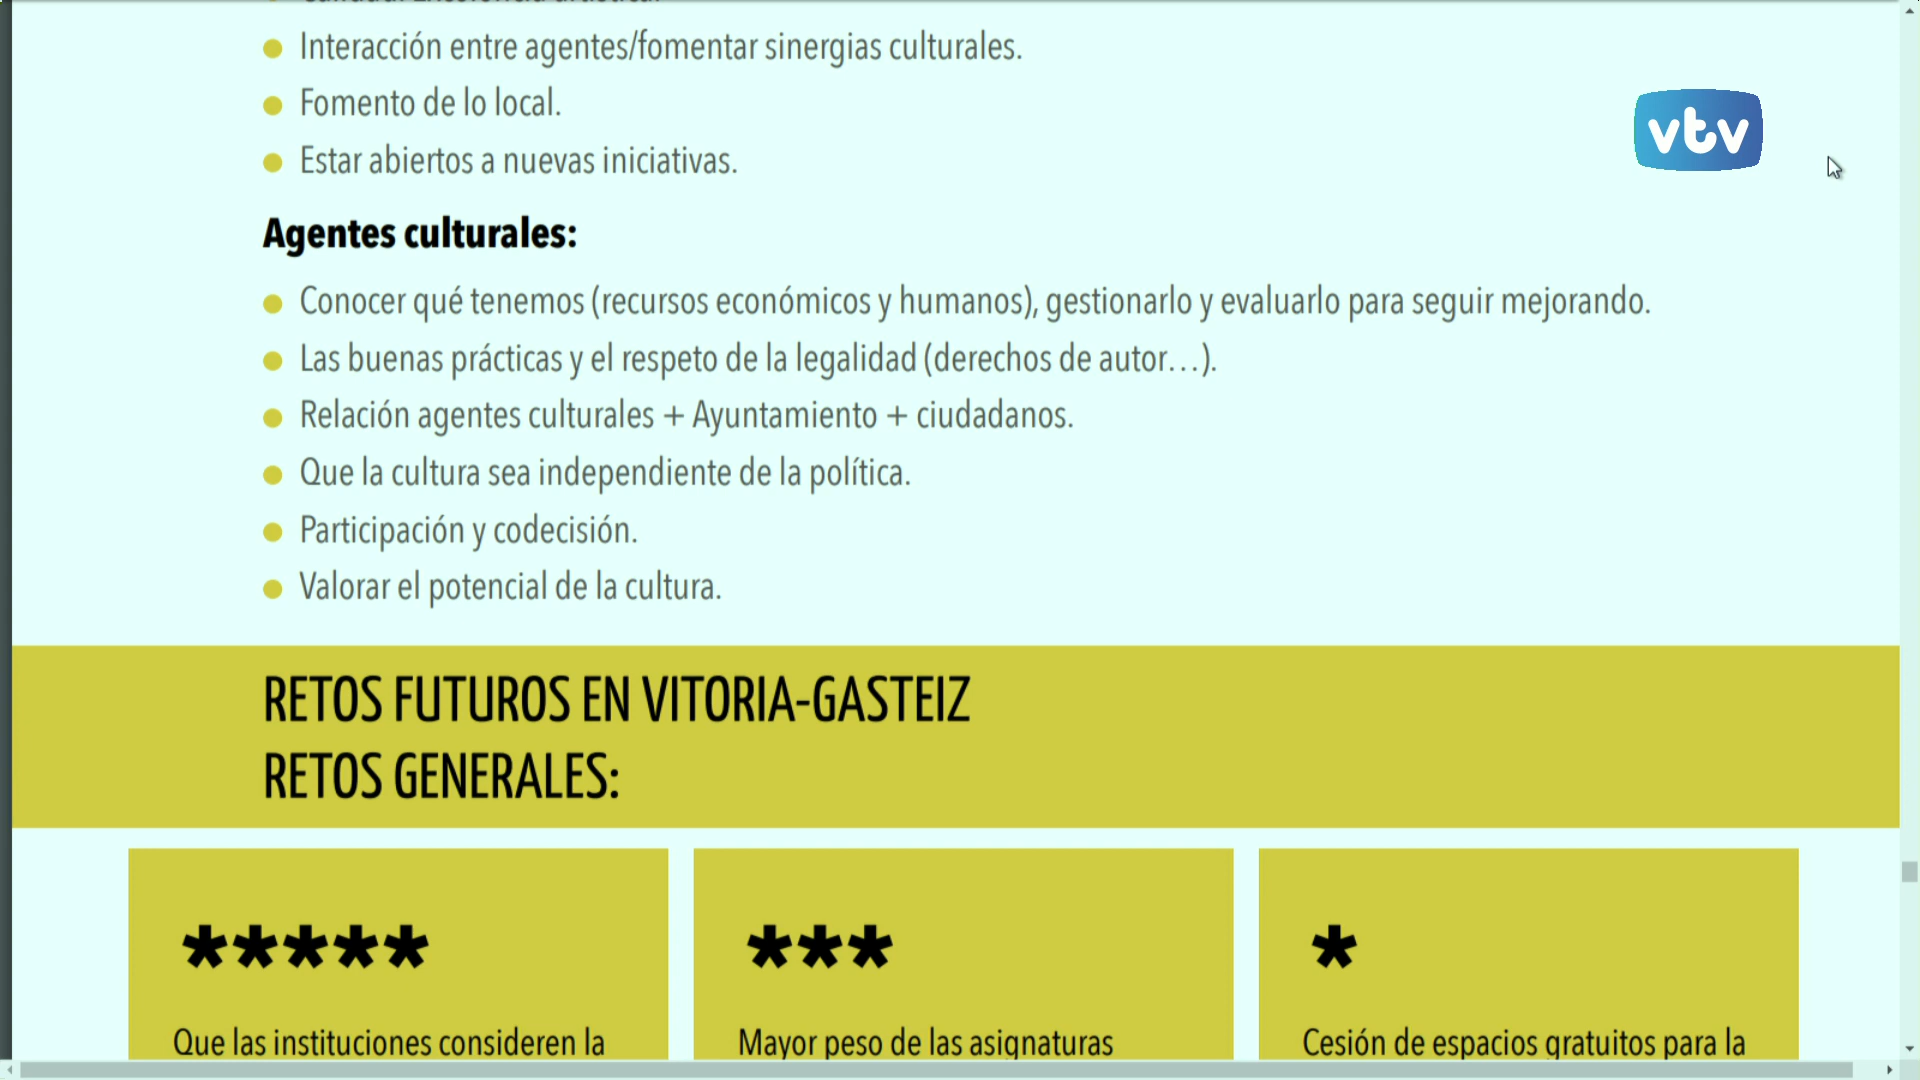 Interacción entre agentes/fomentar sinergias culturales.
Fomento de lo local.
vtv
Estar abiertos a nuevas iniciativas.
Agentes culturales:
Conocer qué tenemos (recursos económicos y humanos), gestionarlo y evaluarlo para seguir mejorando.
Las buenas prácticas y el respeto de la legalidad (derechos de autor…).
Relación agentes culturales + Ayuntamiento + ciudadanos.
Que la cultura sea independiente de la política.
Participación y codecisión.
Valorar el potencial de la cultura.
RETOS FUTUROS EN VITORIA-GASTEIZ
RETOS GENERALES:
*****
Que las instituciones consideren la
***
Mayor peso de las asignaturas
*
Cesión de espacios gratuitos para la